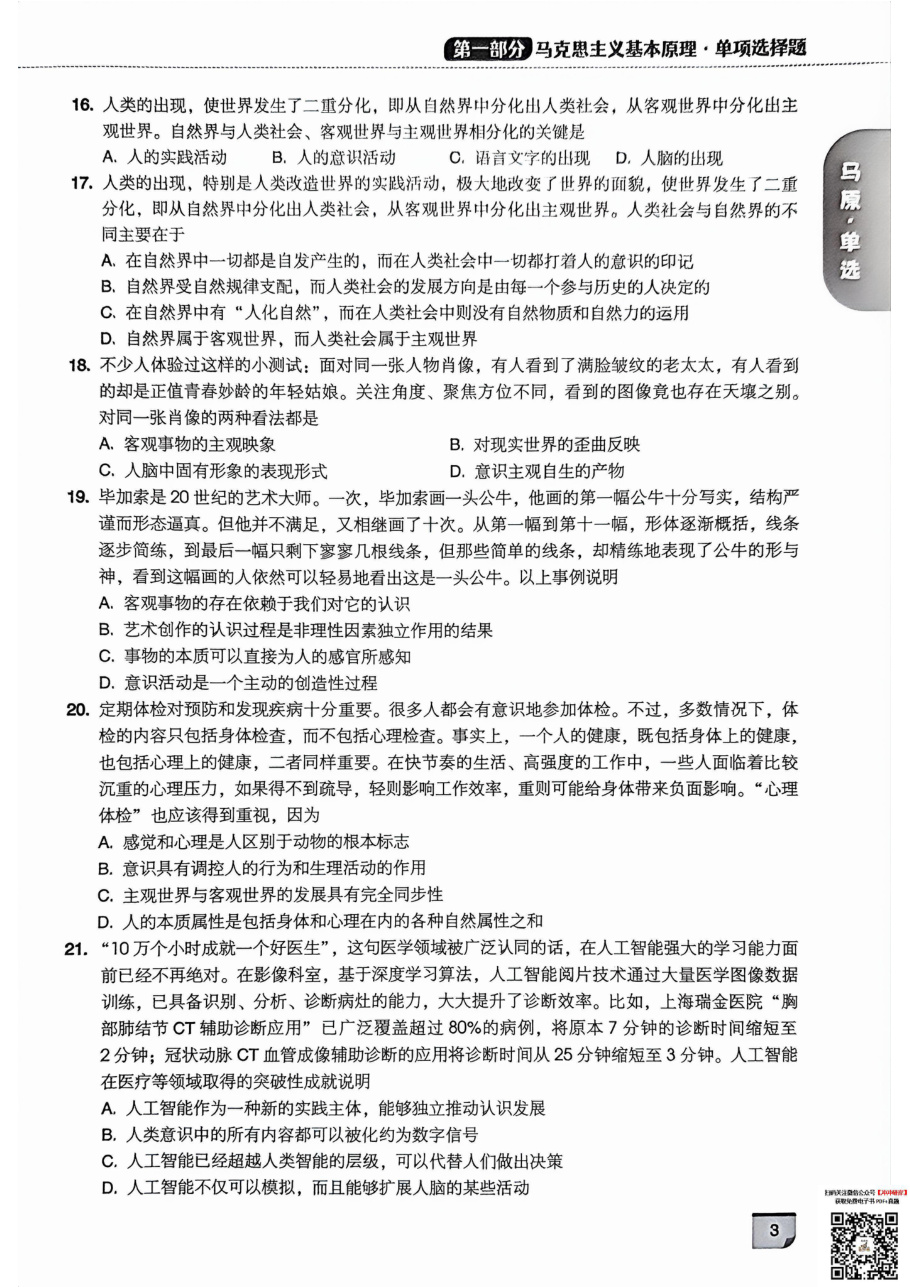 第一部分 马克思主义基本原理·单项选择题
16. 人类的出现，使世界发生了二重分化，即从自然界中分化出人类社会，从客观世界中分化出主
观世界。自然界与人类社会、客观世界与主观世界相分化的关键是
A. 人的实践活动 B. 人的意识活动 C. 语言文字的出现 D. 人脑的出现
17. 人类的出现，特别是人类改造世界的实践活动，极大地改变了世界的面貌，使世界发生了二重
分化，即从自然界中分化出人类社会，从客观世界中分化出主观世界。人类社会与自然界的不
同主要在于
A. 在自然界中一切都是自发产生的，而在人类社会中一切都打着人的意识的印记
B. 自然界受自然规律支配，而人类社会的发展方向是由每一个参与历史的人决定的
C. 在自然界中有“人化自然”，而在人类社会中则没有自然物质和自然力的运用
D. 自然界属于客观世界，而人类社会属于主观世界
18. 不少人体验过这样的小测试：面对同一张人物肖像，有人看到了满脸皱纹的老太太，有人看到
的却是正值青春妙龄的年轻姑娘。关注角度、聚焦方位不同，看到的图像竟也存在天壤之别。
对同一张肖像的两种看法都是
A. 客观事物的主观映象 B. 对现实世界的歪曲反映
C. 人脑中固有形象的表现形式 D. 意识主观自生的产物
19. 毕加索是 20 世纪的艺术大师。一次，毕加索画一头公牛，他画的第一幅公牛十分写实，结构严
谨而形态逼真。但他并不满足，又相继画了十次。从第一幅到第十一幅，形体逐渐概括，线条
逐步简练，到最后一幅只剩下寥寥几根线条，但那些简单的线条，却精练地表现了公牛的形与
神，看到这幅画的人依然可以轻易地看出这是一头公牛。以上事例说明
A. 客观事物的存在依赖于我们对它的认识
B. 艺术创作的认识过程是非理性因素独立作用的结果
C. 事物的本质可以直接为人的感官所感知
D. 意识活动是一个主动的创造性过程
20. 定期体检对预防和发现疾病十分重要。很多人都会有意识地参加体检。不过，多数情况下，体
检的内容只包括身体检查，而不包括心理检查。事实上，一个人的健康，既包括身体上的健康，
也包括心理上的健康，二者同样重要。在快节奏的生活、高强度的工作中，一些人面临着比较
沉重的心理压力，如果得不到疏导，轻则影响工作效率，重则可能给身体带来负面影响。“心理
体检”也应该得到重视，因为
A. 感觉和心理是人区别于动物的根本标志
B. 意识具有调控人的行为和生理活动的作用
C. 主观世界与客观世界的发展具有完全同步性
D. 人的本质属性是包括身体和心理在内的各种自然属性之和
21. “10 万个小时成就一个好医生”，这句医学领域被广泛认同的话，在人工智能强大的学习能力面
前已经不再绝对。在影像科室，基于深度学习算法，人工智能阅片技术通过大量医学图像数据
训练，已具备识别、分析、诊断病灶的能力，大大提升了诊断效率。比如，上海瑞金医院“胸
部肺结节 CT 辅助诊断应用”已广泛覆盖超过 80%的病例，将原本 7 分钟的诊断时间缩短至
2 分钟；冠状动脉 CT 血管成像辅助诊断的应用将诊断时间从 25 分钟缩短至 3 分钟。人工智能
在医疗等领域取得的突破性成就说明
A. 人工智能作为一种新的实践主体，能够独立推动认识发展
B. 人类意识中的所有内容都可以被化约为数字信号
C. 人工智能已经超越人类智能的层级，可以代替人们做出决策
D. 人工智能不仅可以模拟，而且能够扩展人脑的某些活动
马原·单选
扫码关注微信公众号【冲冲研吖】
获取免费电子书PDF+真题
3